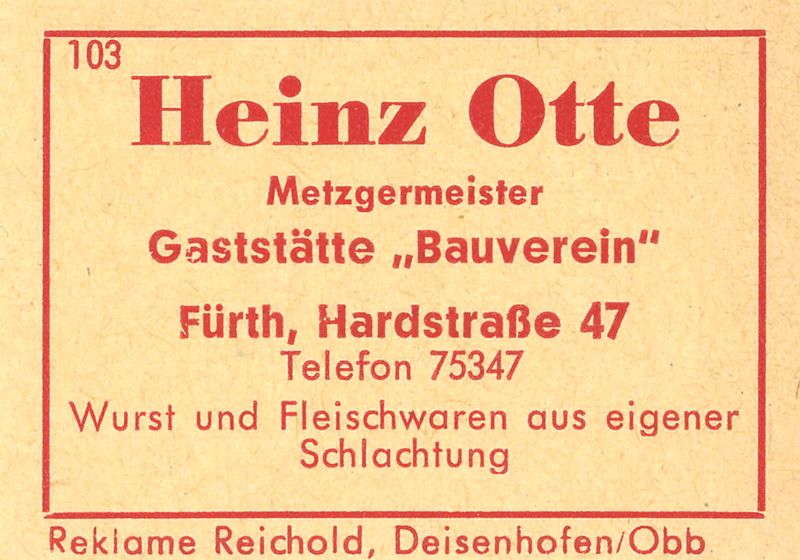 103
Heinz Otte
Metzgermeister
Gaststätte „Bauverein“
Fürth, Hardstraße 47
Telefon 75347
Wurst und Fleischwaren aus eigener
Schlachtung
Reklame Reichold, Deisenhofen/Obb